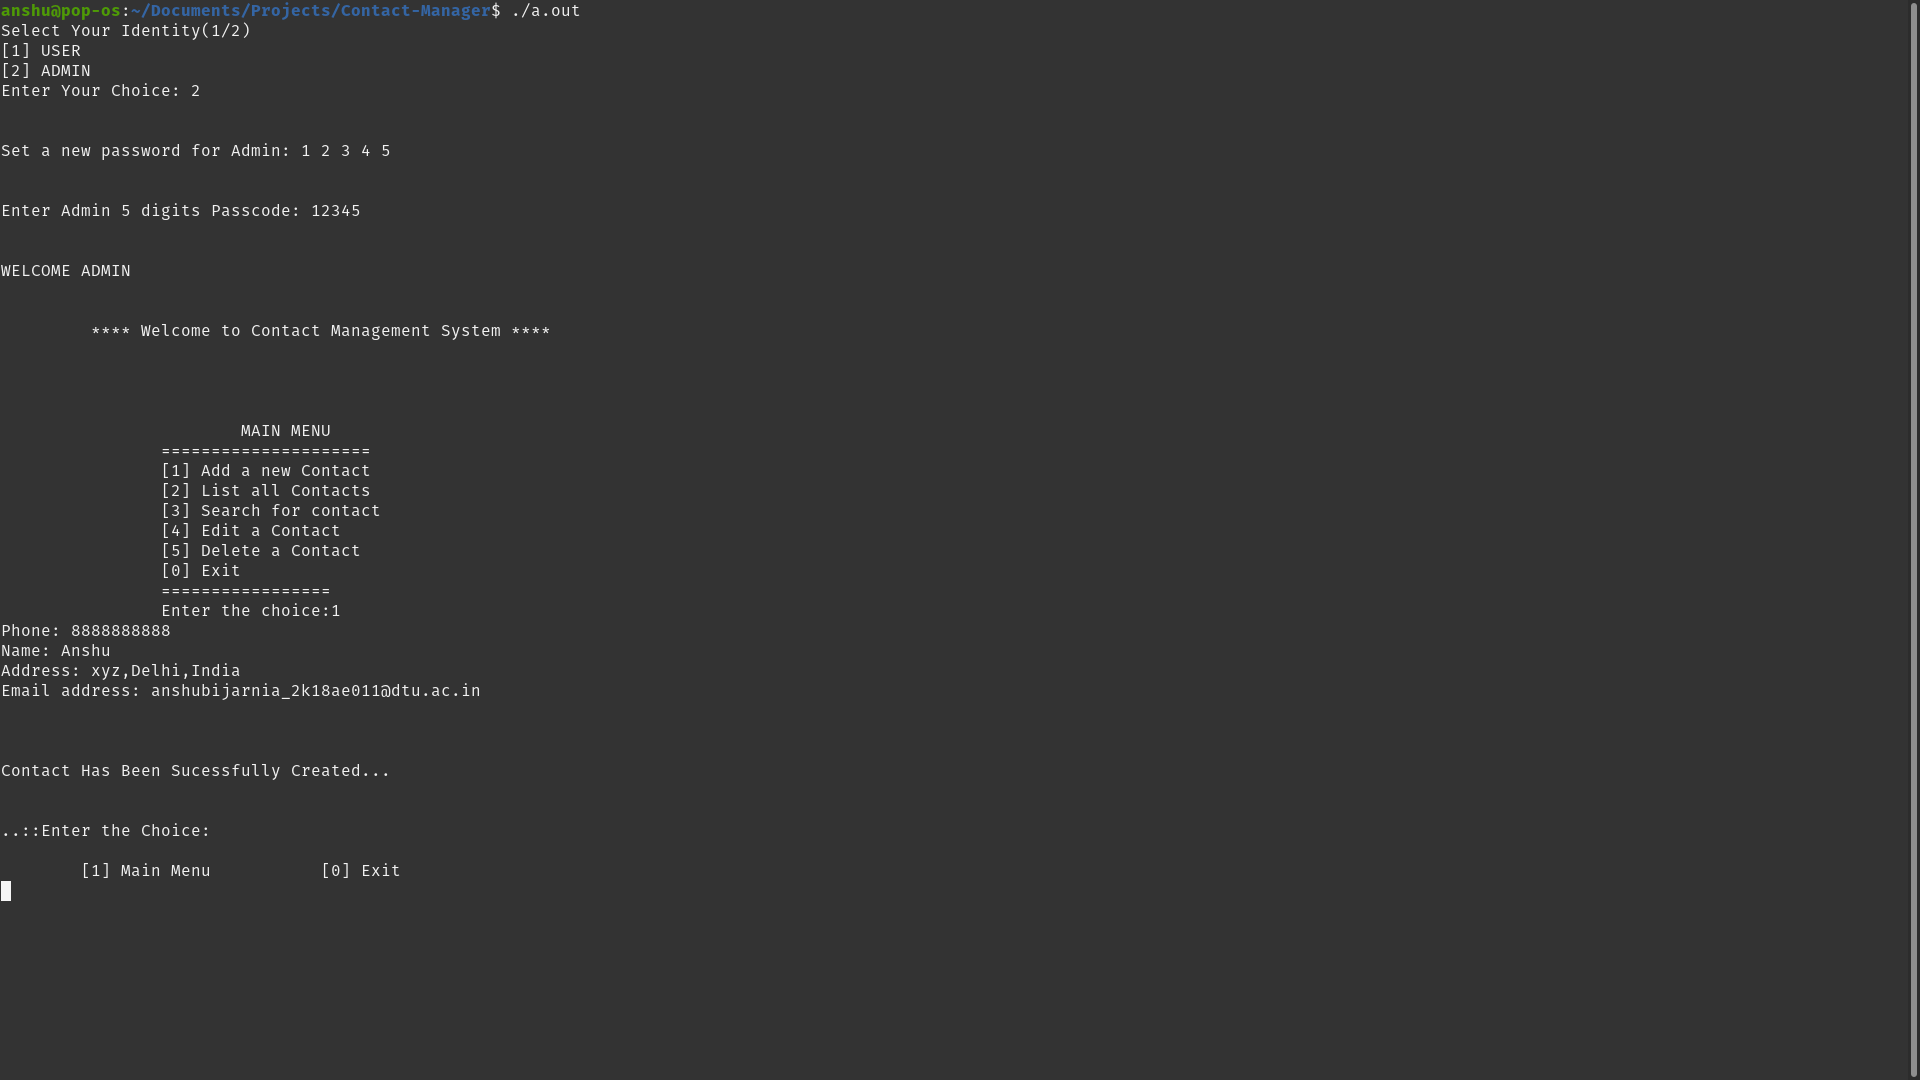 anshu@pop-os:~/Documents/Projects/Contact-Manager$ ./a.out
Select Your Identity(1/2)
[1] USER
[2] ADMIN
Enter Your Choice: 2
Set a new password for Admin: 1 2 3 4 5
Enter Admin 5 digits Passcode: 12345
WELCOME ADMIN
**** Welcome to Contact Management System ****
MAIN MENU
=====================
[1] Add a new Contact
[2] List all Contacts
[3] Search for contact
[4] Edit a Contact
[5] Delete a Contact
[0] Exit
=================
Enter the choice:1
Phone: 8888888888
Name: Anshu
Address: xyz,Delhi,India
Email address: anshubijarnia_2k18ae011@dtu.ac.in
Contact Has Been Sucessfully Created...
..::Enter the Choice:
[1] Main Menu [0] Exit